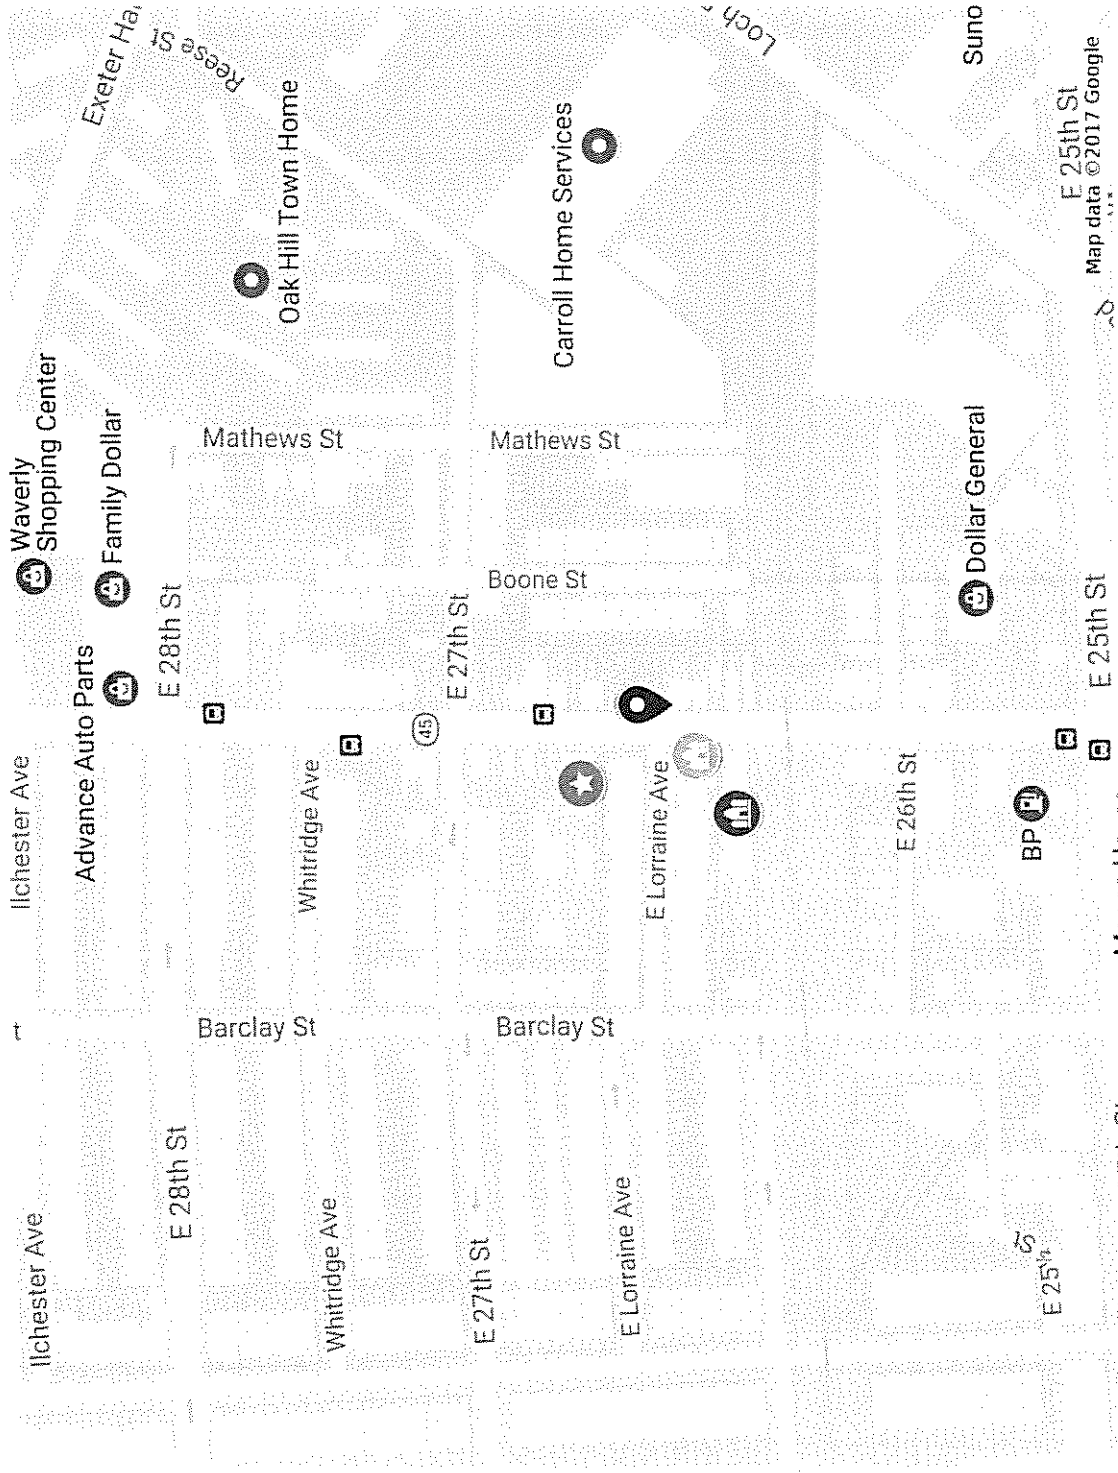 Exeter Ha
Reese St
Loch
Suno
Oak Hill Town Home
Carroll Home Services
E 25th St
Map data ©2017 Google
Waverly
Shopping Center
Family Dollar
Mathews St
Mathews St
Dollar General
Boone St
E 28th St
E 27th St
E 25th St
Advance Auto Parts
45
Ilchester Ave
Whitridge Ave
E Lorraine Ave
E 26th St
BP
t
Barclay St
Barclay St
E 28th St
Ilchester Ave
Whitridge Ave
E 27th St
E Lorraine Ave
E 25½ St